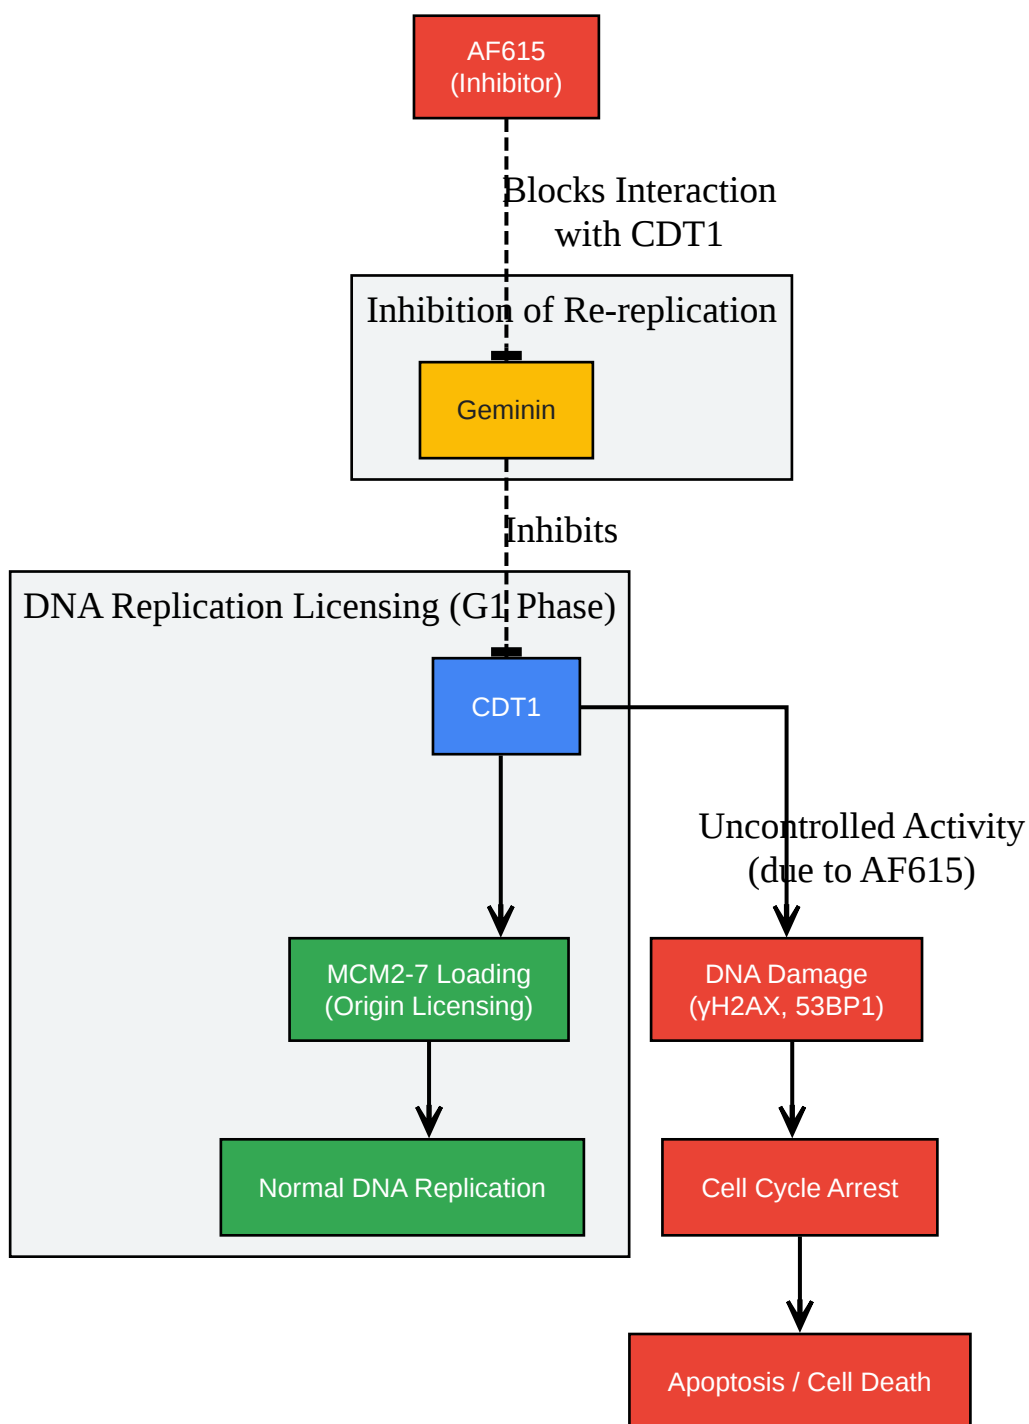 AF615
(Inhibitor)
Blocks Interaction
with CDT1
Inhibition of Re-replication
Geminin
Inhibits
DNA Replication Licensing (G1 Phase)
CDT1
Uncontrolled Activity
(due to AF615)
MCM2-7 Loading
(Origin Licensing)
DNA Damage
(γH2AX, 53BP1)
Normal DNA Replication
Cell Cycle Arrest
Apoptosis / Cell Death